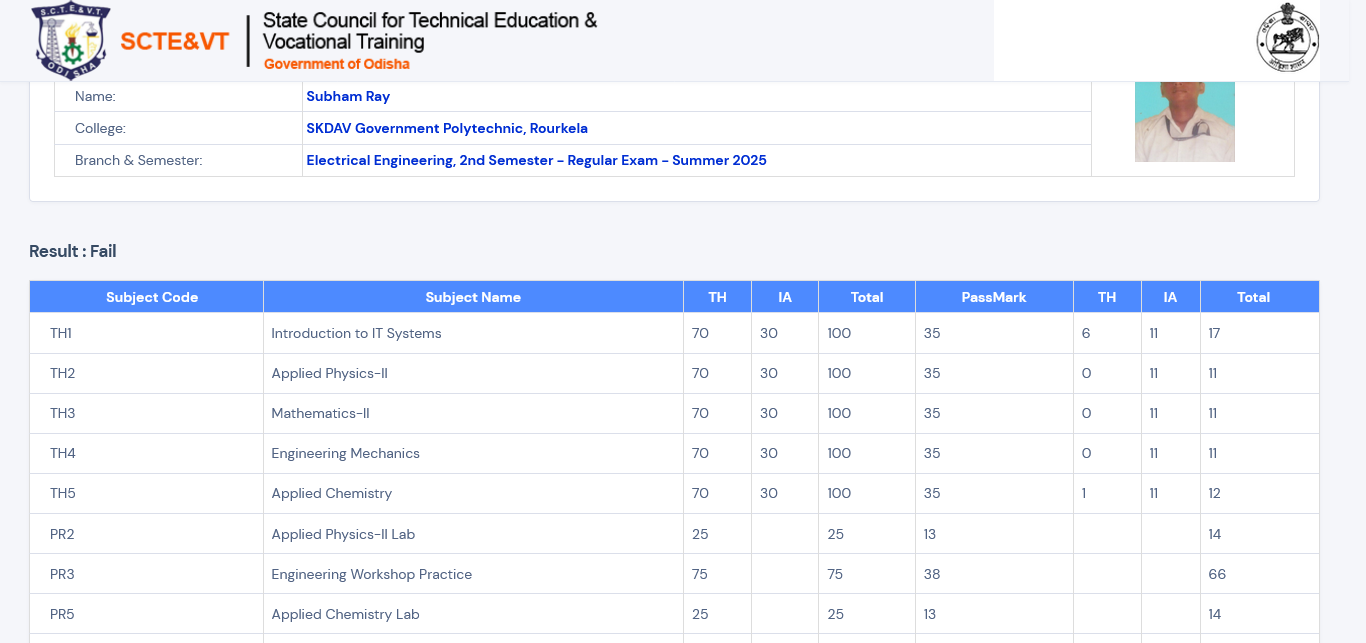 S.C.T.E.& V.T.
ODISHA
SCTE&VT
State Council for Technical Education &
Vocational Training
Government of Odisha
Name: Subham Ray
College: SKDAV Government Polytechnic, Rourkela
Branch & Semester: Electrical Engineering, 2nd Semester - Regular Exam - Summer 2025
Result : Fail
Subject Code Subject Name TH IA Total PassMark TH IA Total
TH1 Introduction to IT Systems 70 30 100 35 6 11 17
TH2 Applied Physics-II 70 30 100 35 0 11 11
TH3 Mathematics-II 70 30 100 35 0 11 11
TH4 Engineering Mechanics 70 30 100 35 0 11 11
TH5 Applied Chemistry 70 30 100 35 1 11 12
PR2 Applied Physics-II Lab 25 25 13 14
PR3 Engineering Workshop Practice 75 75 38 66
PR5 Applied Chemistry Lab 25 25 13 14